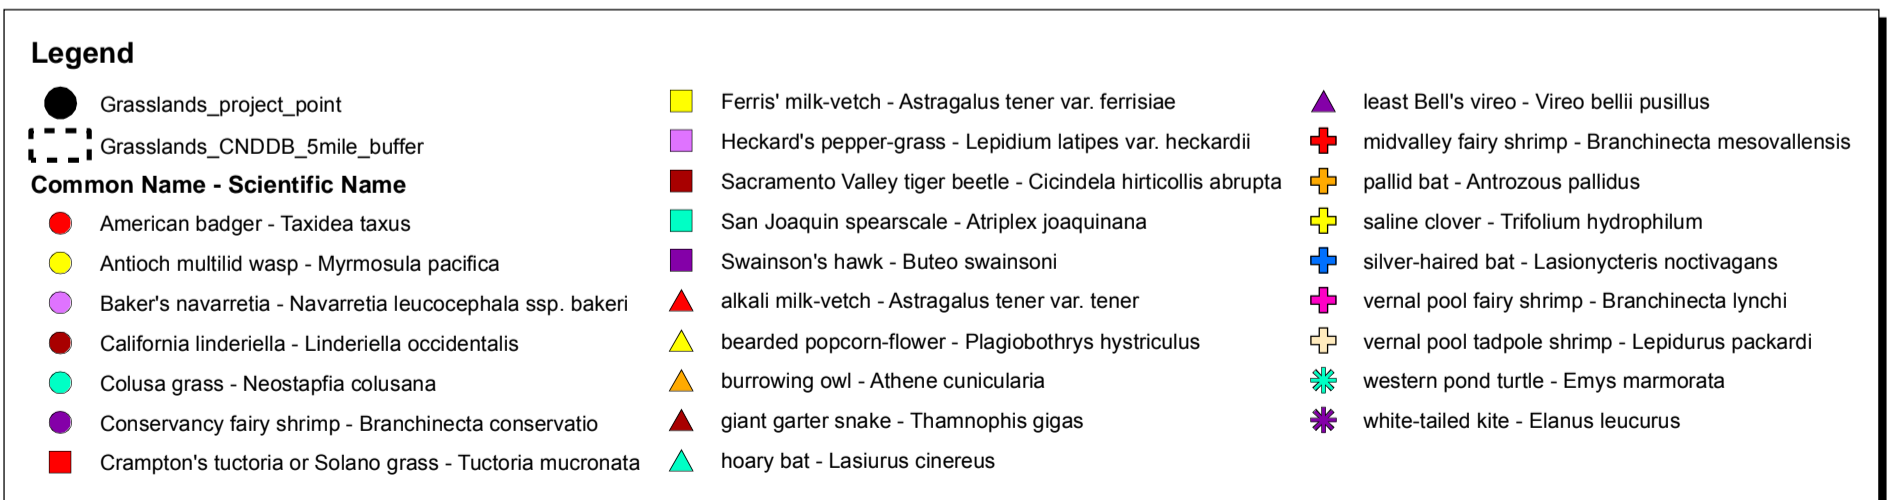 Legend
Grasslands_project_point
Grasslands_CNDDB_5mile_buffer
Common Name - Scientific Name
American badger - Taxidea taxus
Antioch multilid wasp - Myrmosula pacifica
Baker's navarretia - Navarretia leucocephala ssp. bakeri
California linderiella - Linderiella occidentalis
Colusa grass - Neostapfia colusana
Conservancy fairy shrimp - Branchinecta conservatio
Crampton's tuctoria or Solano grass - Tuctoria mucronata
Ferris' milk-vetch - Astragalus tener var. ferrisiae
Heckard's pepper-grass - Lepidium latipes var. heckardii
Sacramento Valley tiger beetle - Cicindela hirticollis abrupta
San Joaquin spearscale - Atriplex joaquinana
Swainson's hawk - Buteo swainsoni
alkali milk-vetch - Astragalus tener var. tener
bearded popcorn-flower - Plagiobothrys hystriculus
burrowing owl - Athene cunicularia
giant garter snake - Thamnophis gigas
hoary bat - Lasiurus cinereus
least Bell's vireo - Vireo bellii pusillus
midvalley fairy shrimp - Branchinecta mesovallensis
pallid bat - Antrozous pallidus
saline clover - Trifolium hydrophilum
silver-haired bat - Lasionycteris noctivagans
vernal pool fairy shrimp - Branchinecta lynchi
vernal pool tadpole shrimp - Lepidurus packardi
western pond turtle - Emys marmorata
white-tailed kite - Elanus leucurus